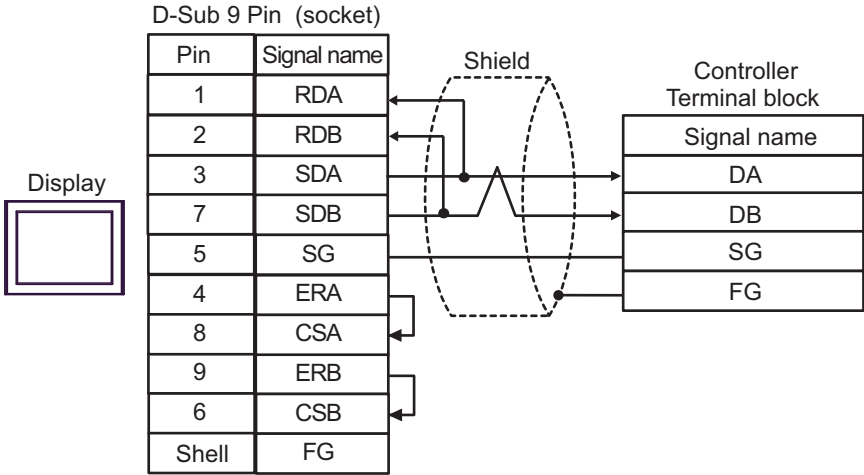 D-Sub 9 Pin (socket)
Pin Signal name
1 RDA
2 RDB
3 SDA
7 SDB
5 SG
4 ERA
8 CSA
9 ERB
6 CSB
Shell FG
Display
Shield
Controller
Terminal block
Signal name
DA
DB
SG
FG